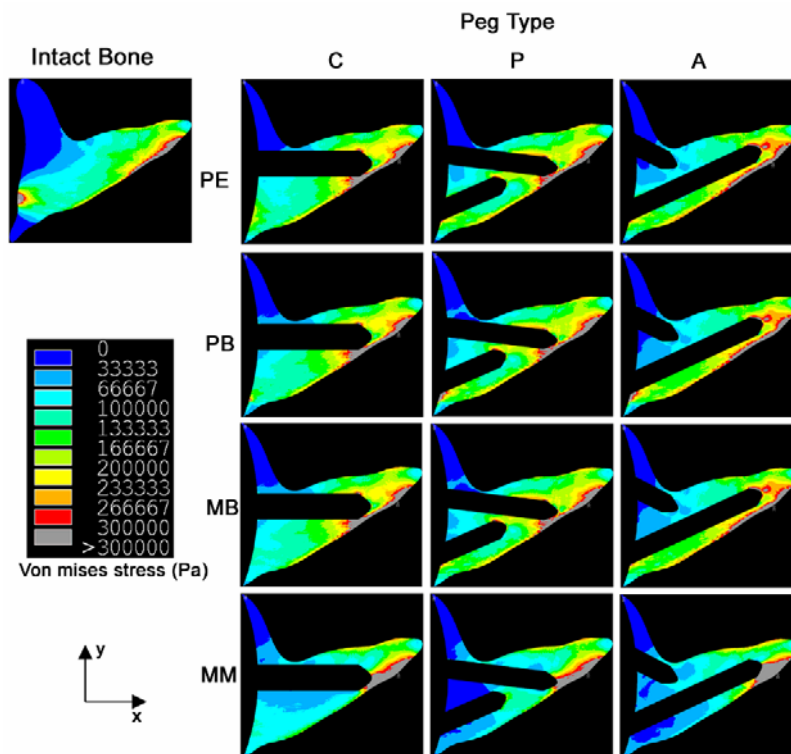 Peg Type
Intact Bone
C P A
PE
PB
0
33333
66667
100000
133333
166667
200000
233333
266667
300000
>300000
MB
Von mises stress (Pa)
y
x
MM